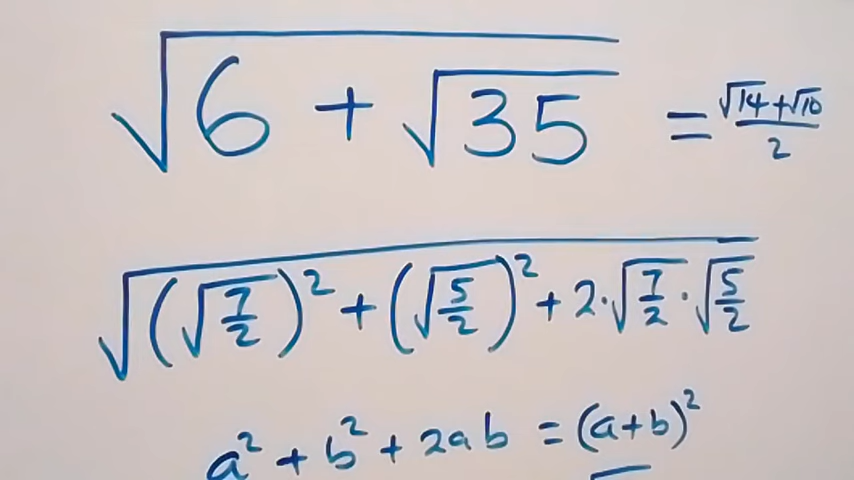 √(6 + √35) = (√14 + √10)/2
√((√(7/2))² + (√(5/2))² + 2·√(7/2)·√(5/2))
a² + b² + 2ab = (a+b)²